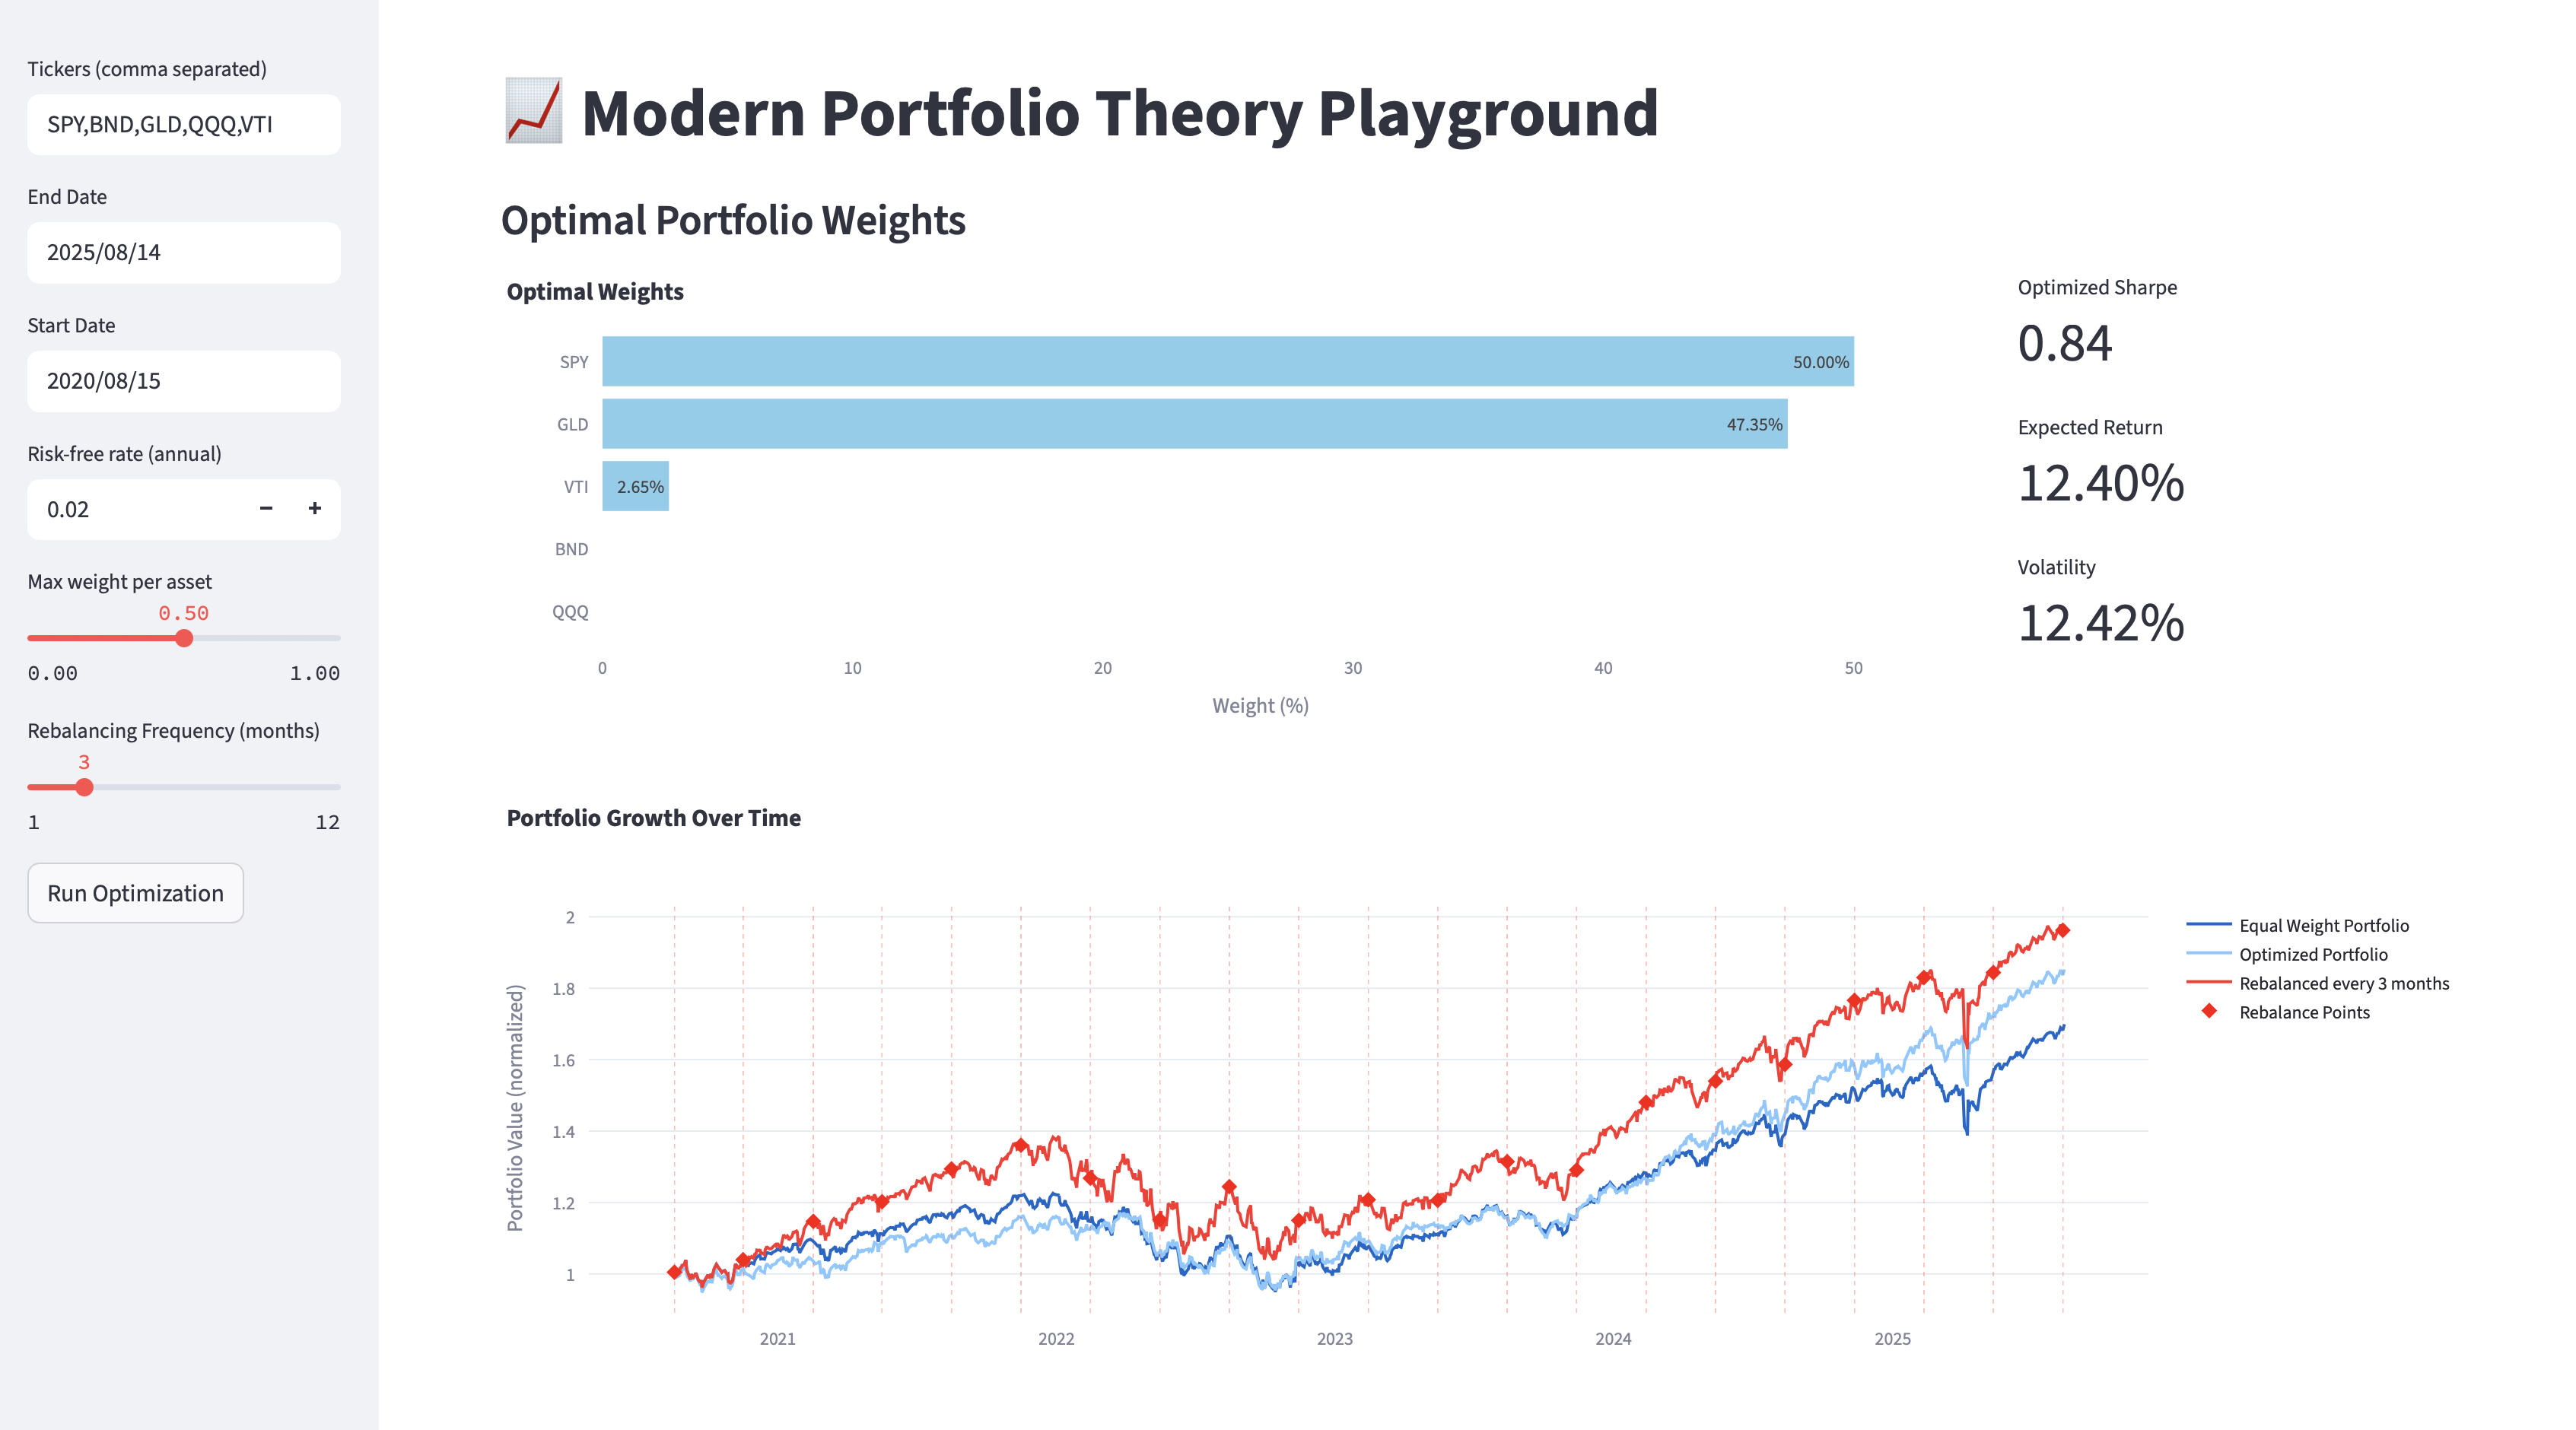 Tickers (comma separated)
SPY,BND,GLD,QQQ,VTI
End Date
2025/08/14
Start Date
2020/08/15
Risk-free rate (annual)
0.02 − +
Max weight per asset
0.50
0.00 1.00
Rebalancing Frequency (months)
3
1 12
Run Optimization
Modern Portfolio Theory Playground
Optimal Portfolio Weights
Optimal Weights
SPY 50.00%
GLD 47.35%
VTI 2.65%
BND
QQQ
0 10 20 30 40 50
Weight (%)
Optimized Sharpe
0.84
Expected Return
12.40%
Volatility
12.42%
Portfolio Growth Over Time
Portfolio Value (normalized)
2
1.8
1.6
1.4
1.2
1
2021 2022 2023 2024 2025
Equal Weight Portfolio
Optimized Portfolio
Rebalanced every 3 months
Rebalance Points